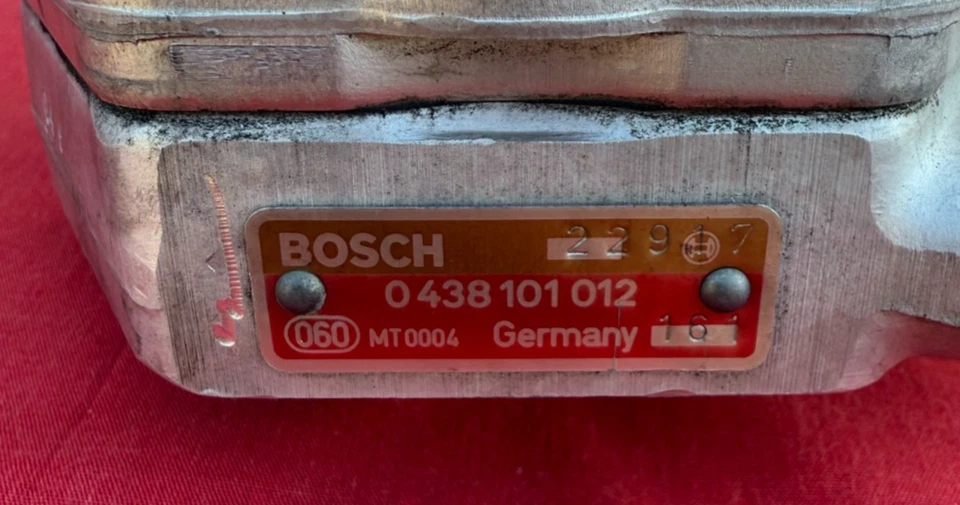 BOSCH 22917
0 438 101 012
060 MT0004 Germany 161